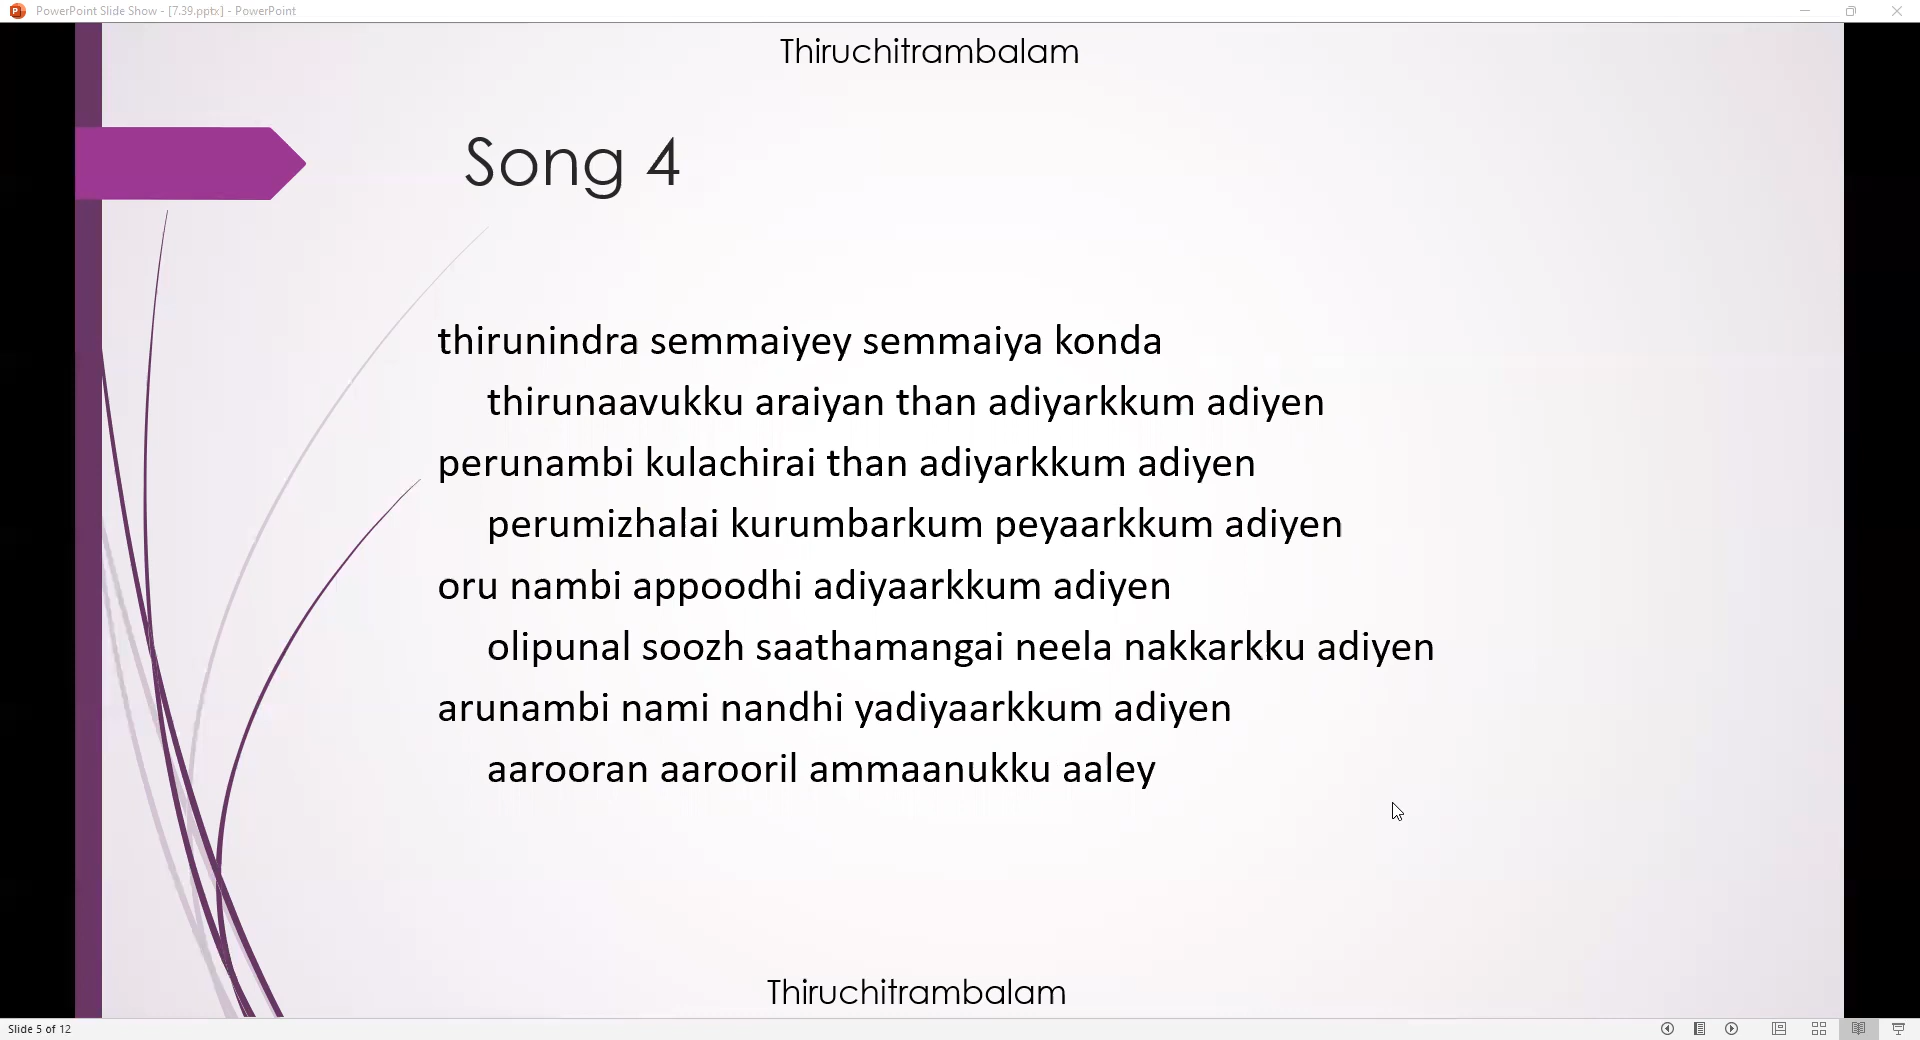 PowerPoint Slide Show - [7.39.pptx] - PowerPoint
Thiruchitrambalam
Song 4
thirunindra semmaiyey semmaiya konda
thirunaavukku araiyan than adiyarkkum adiyen
perunambi kulachirai than adiyarkkum adiyen
perumizhalai kurumbarkum peyaarkkum adiyen
oru nambi appoodhi adiyaarkkum adiyen
olipunal soozh saathamangai neela nakkarkku adiyen
arunambi nami nandhi yadiyaarkkum adiyen
aarooran aarooril ammaanukku aaley
Thiruchitrambalam
Slide 5 of 12